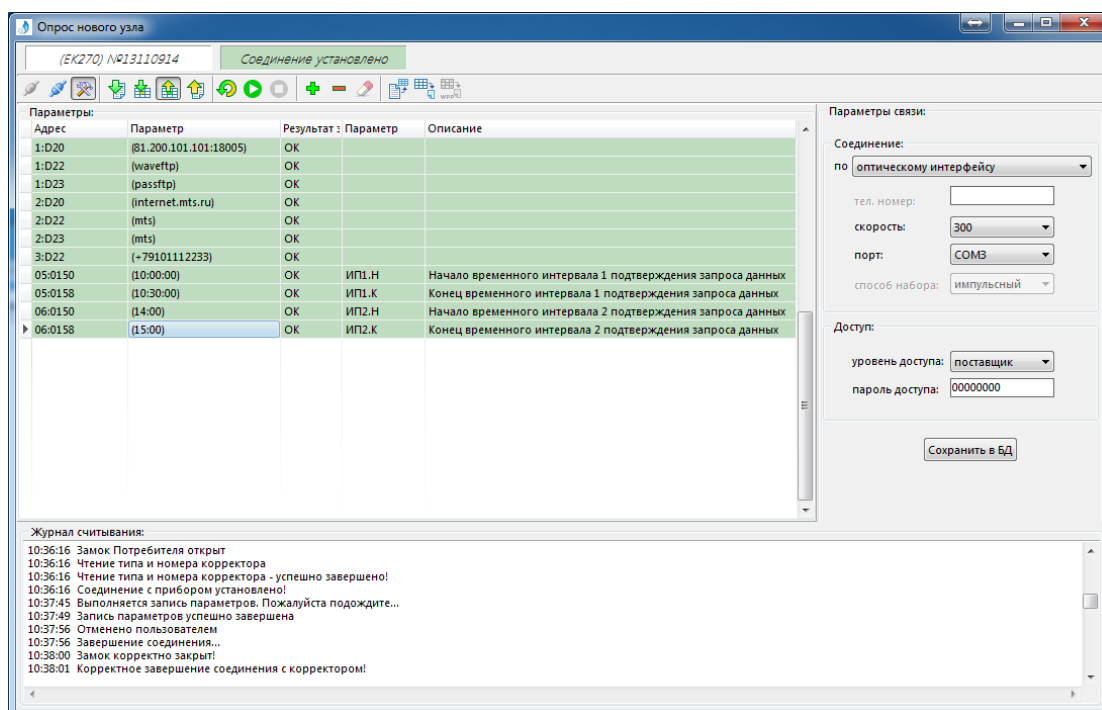 Опрос нового узла
(EK270) №13110914 Соединение установлено
Параметры:
Адрес Параметр Результат з Параметр Описание
1:D20 (81.200.101.101:18005) OK
1:D22 (waveftp) OK
1:D23 (passftp) OK
2:D20 (internet.mts.ru) OK
2:D22 (mts) OK
2:D23 (mts) OK
3:D22 (+79101112233) OK
05:0150 (10:00:00) OK ИП1.Н Начало временного интервала 1 подтверждения запроса данных
05:0158 (10:30:00) OK ИП1.К Конец временного интервала 1 подтверждения запроса данных
06:0150 (14:00) OK ИП2.Н Начало временного интервала 2 подтверждения запроса данных
06:0158 (15:00) OK ИП2.К Конец временного интервала 2 подтверждения запроса данных
Параметры связи:
Соединение:
по оптическому интерфейсу
тел. номер:
скорость: 300
порт: COM3
способ набора: импульсный
Доступ:
уровень доступа: поставщик
пароль доступа: 00000000
Сохранить в БД
Журнал считывания:
10:36:16 Замок Потребителя открыт
10:36:16 Чтение типа и номера корректора
10:36:16 Чтение типа и номера корректора - успешно завершено!
10:36:16 Соединение с прибором установлено!
10:37:45 Выполняется запись параметров. Пожалуйста подождите...
10:37:49 Запись параметров успешно завершена
10:37:56 Отменено пользователем
10:37:56 Завершение соединения...
10:38:00 Замок корректно закрыт!
10:38:01 Корректное завершение соединения с корректором!